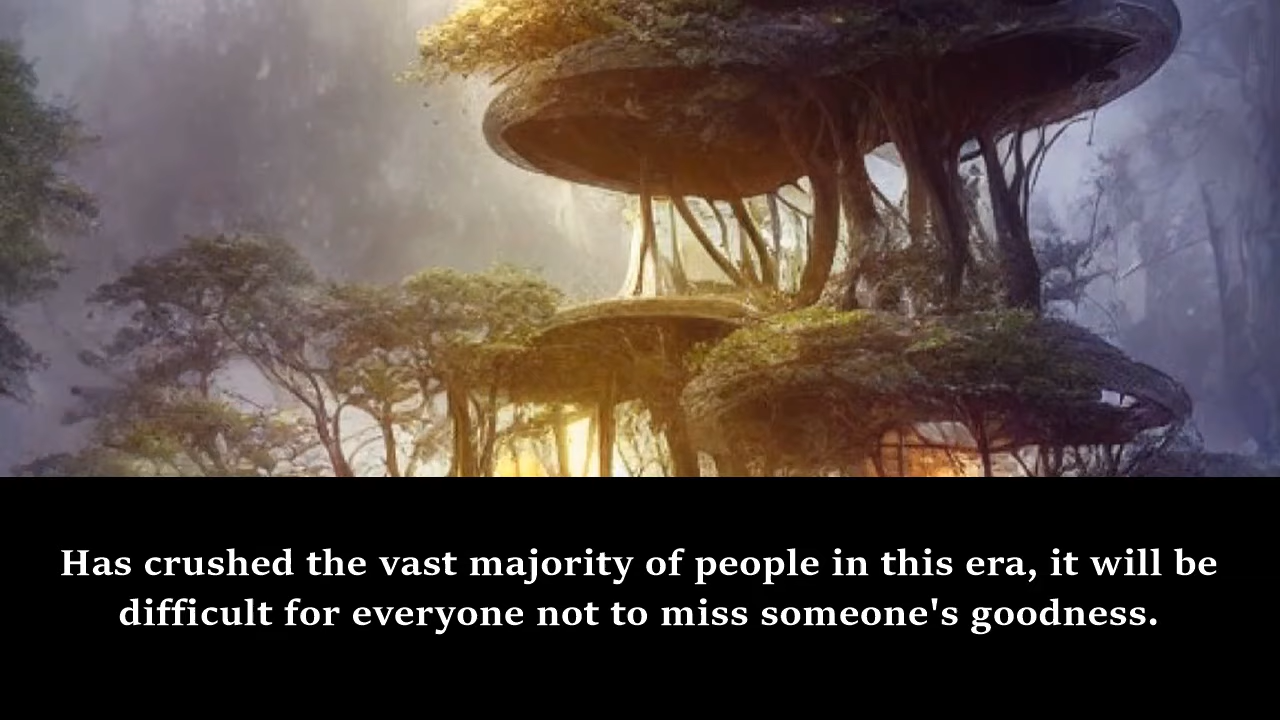 Has crushed the vast majority of people in this era, it will be
difficult for everyone not to miss someone's goodness.